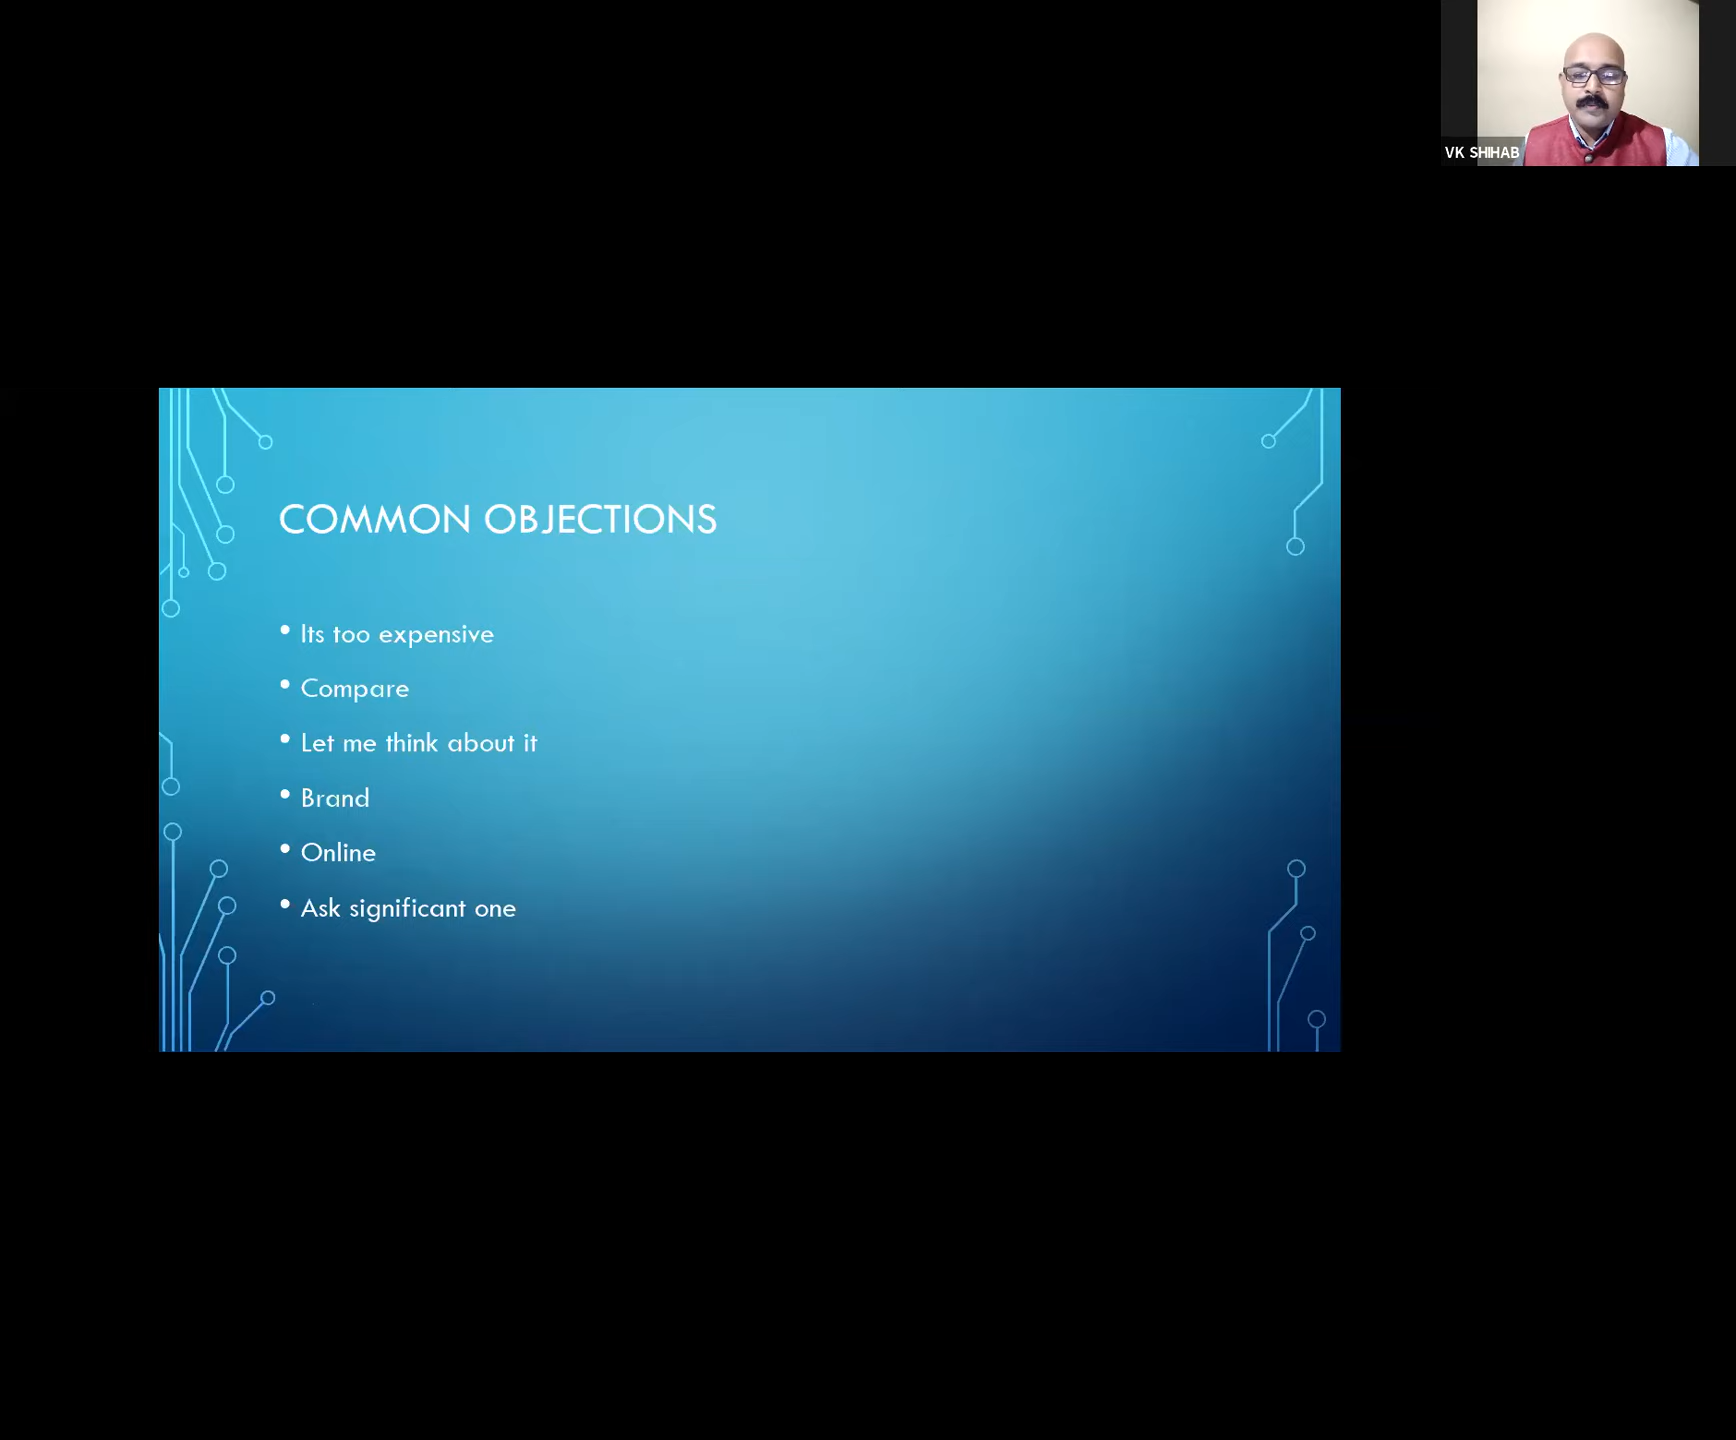 VK SHIHAB
COMMON OBJECTIONS
• Its too expensive
• Compare
• Let me think about it
• Brand
• Online
• Ask significant one